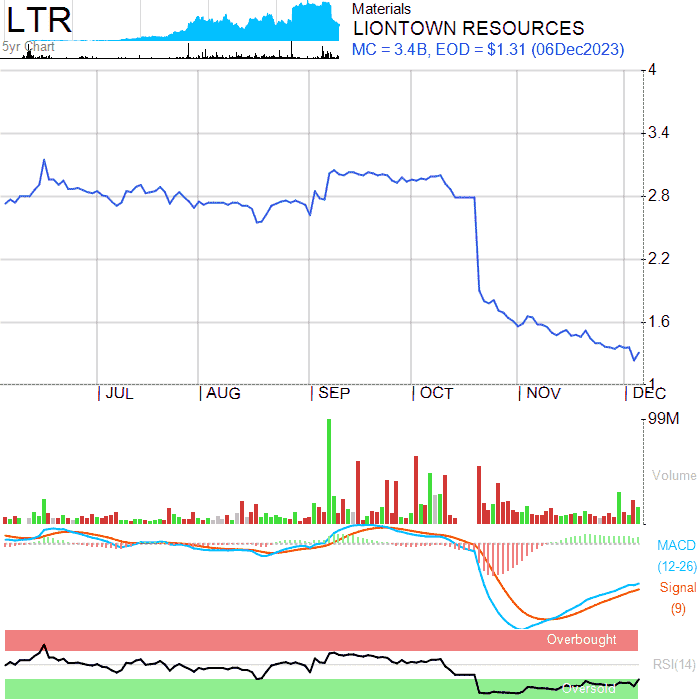 LTR
5yr Chart
Materials
LIONTOWN RESOURCES
MC = 3.4B, EOD = $1.31 (06Dec2023)
4
3.4
2.8
2.2
1.6
1
JUL
AUG
SEP
OCT
NOV
DEC
99M
Volume
MACD
(12-26)
Signal
(9)
Overbought
RSI(14)
Oversold